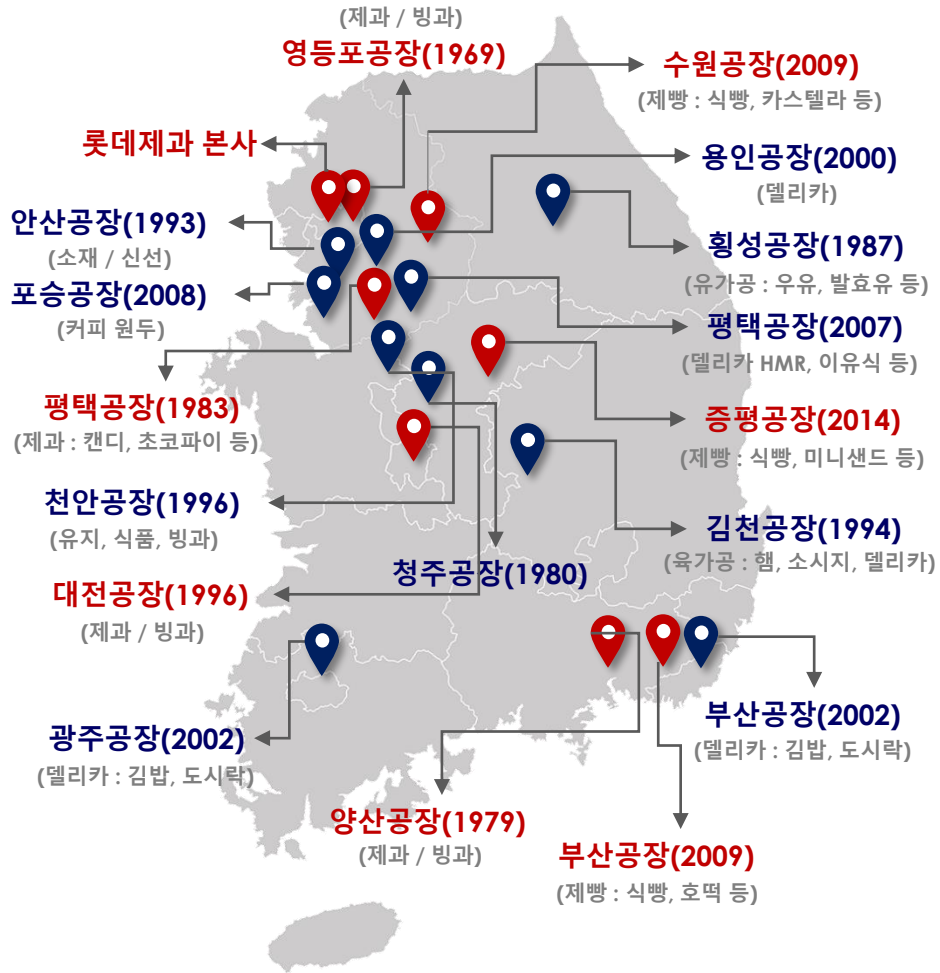 (제과 / 빙과)
영등포공장(1969)
수원공장(2009)
(제빵 : 식빵, 카스텔라 등)
롯데제과 본사
용인공장(2000)
(델리카)
안산공장(1993)
(소재 / 신선)
횡성공장(1987)
(유가공 : 우유, 발효유 등)
포승공장(2008)
(커피 원두)
평택공장(2007)
(델리카 HMR, 이유식 등)
평택공장(1983)
(제과 : 캔디, 초코파이 등)
증평공장(2014)
(제빵 : 식빵, 미니샌드 등)
천안공장(1996)
(유지, 식품, 빙과)
김천공장(1994)
(육가공 : 햄, 소시지, 델리카)
청주공장(1980)
대전공장(1996)
(제과 / 빙과)
광주공장(2002)
(델리카 : 김밥, 도시락)
부산공장(2002)
(델리카 : 김밥, 도시락)
양산공장(1979)
(제과 / 빙과)
부산공장(2009)
(제빵 : 식빵, 호떡 등)